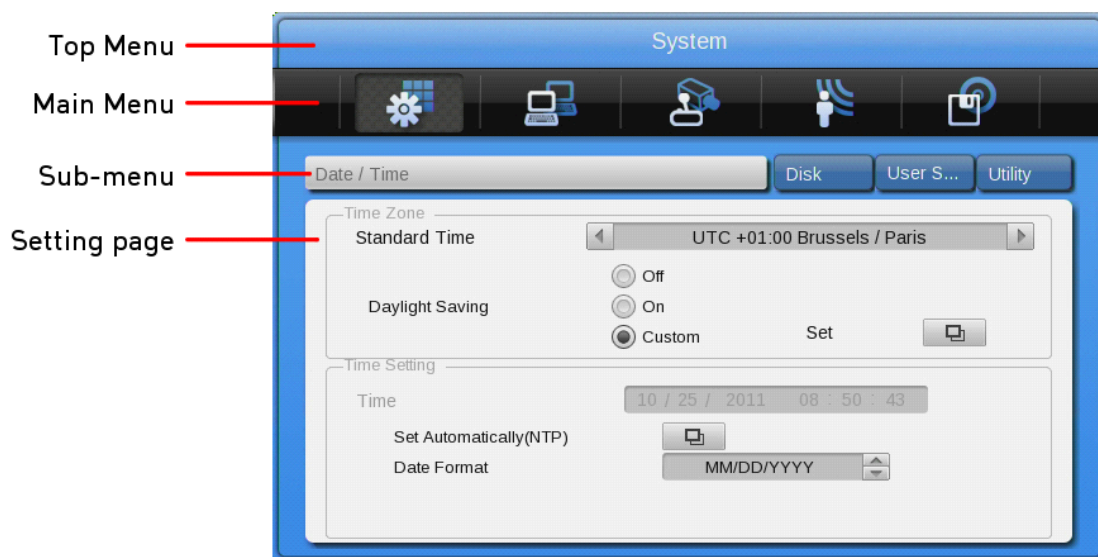 Top Menu
System
Main Menu
Sub-menu
Date / Time
Disk
User S...
Utility
Setting page
Time Zone
Standard Time
UTC +01:00 Brussels / Paris
Daylight Saving
Off
On
Custom
Set
Time Setting
Time
10 / 25 / 2011 08 : 50 : 43
Set Automatically(NTP)
Date Format
MM/DD/YYYY